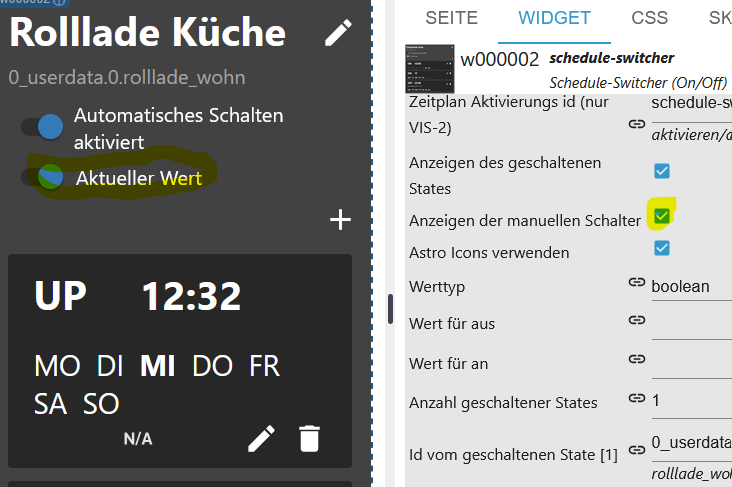 w000002
Rolllade Küche
0_userdata.0.rolllade_wohn
Automatisches Schalten
aktiviert
Aktueller Wert
+
UP 12:32
MO DI MI DO FR
SA SO
N/A
SEITE WIDGET CSS SK
w000002 schedule-switcher
Schedule-Switcher (On/Off)
Zeitplan Aktivierungs id (nur
VIS-2)
schedule-sw
aktivieren/d
Anzeigen des geschaltenen
States
Anzeigen der manuellen Schalter
Astro Icons verwenden
Werttyp boolean
Wert für aus
Wert für an
Anzahl geschaltener States 1
Id vom geschaltenen State [1] 0_userdata
rolllade_woh